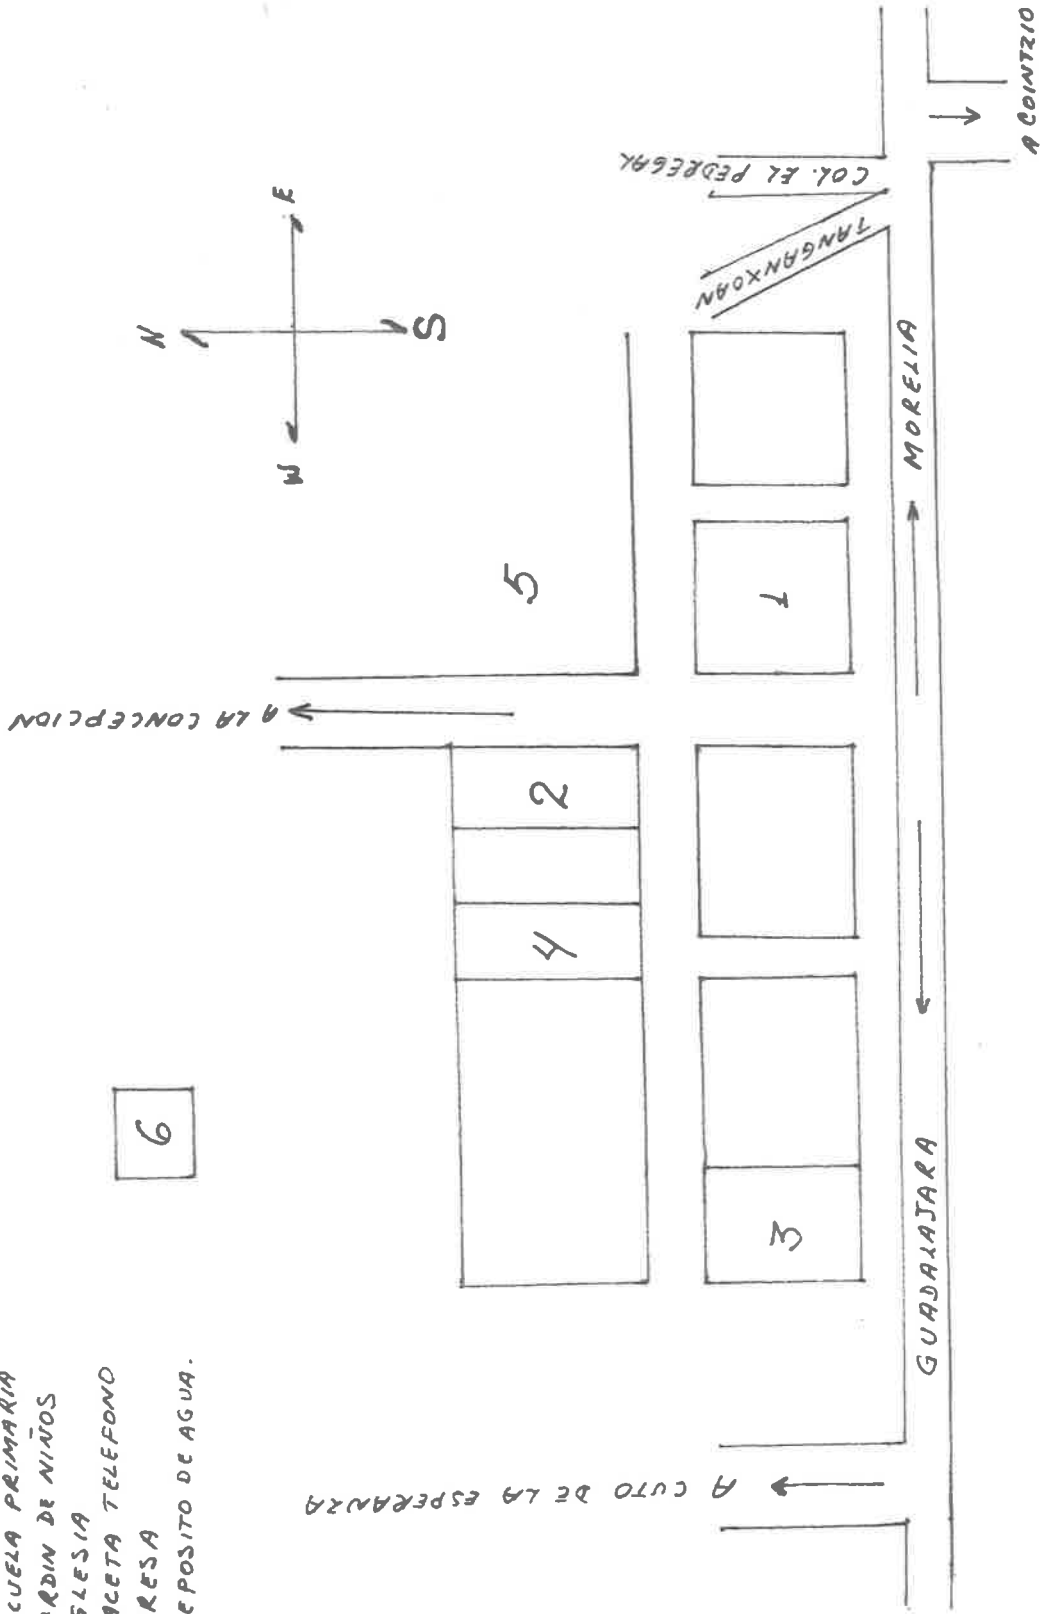 CUELA PRIMARIA
RDIN DE NIÑOS
GLESIA
ACETA TELEFONO
RESA
EPOSITO DE AGUA.
6
A LA CONCEPCION
N
W
E
S
5
2
4
1
3
COL. EL PEDREGAL
TANGANXOAN
A CUTO DE LA ESPERANZA
GUADALAJARA
MORELIA
A COINTZIO